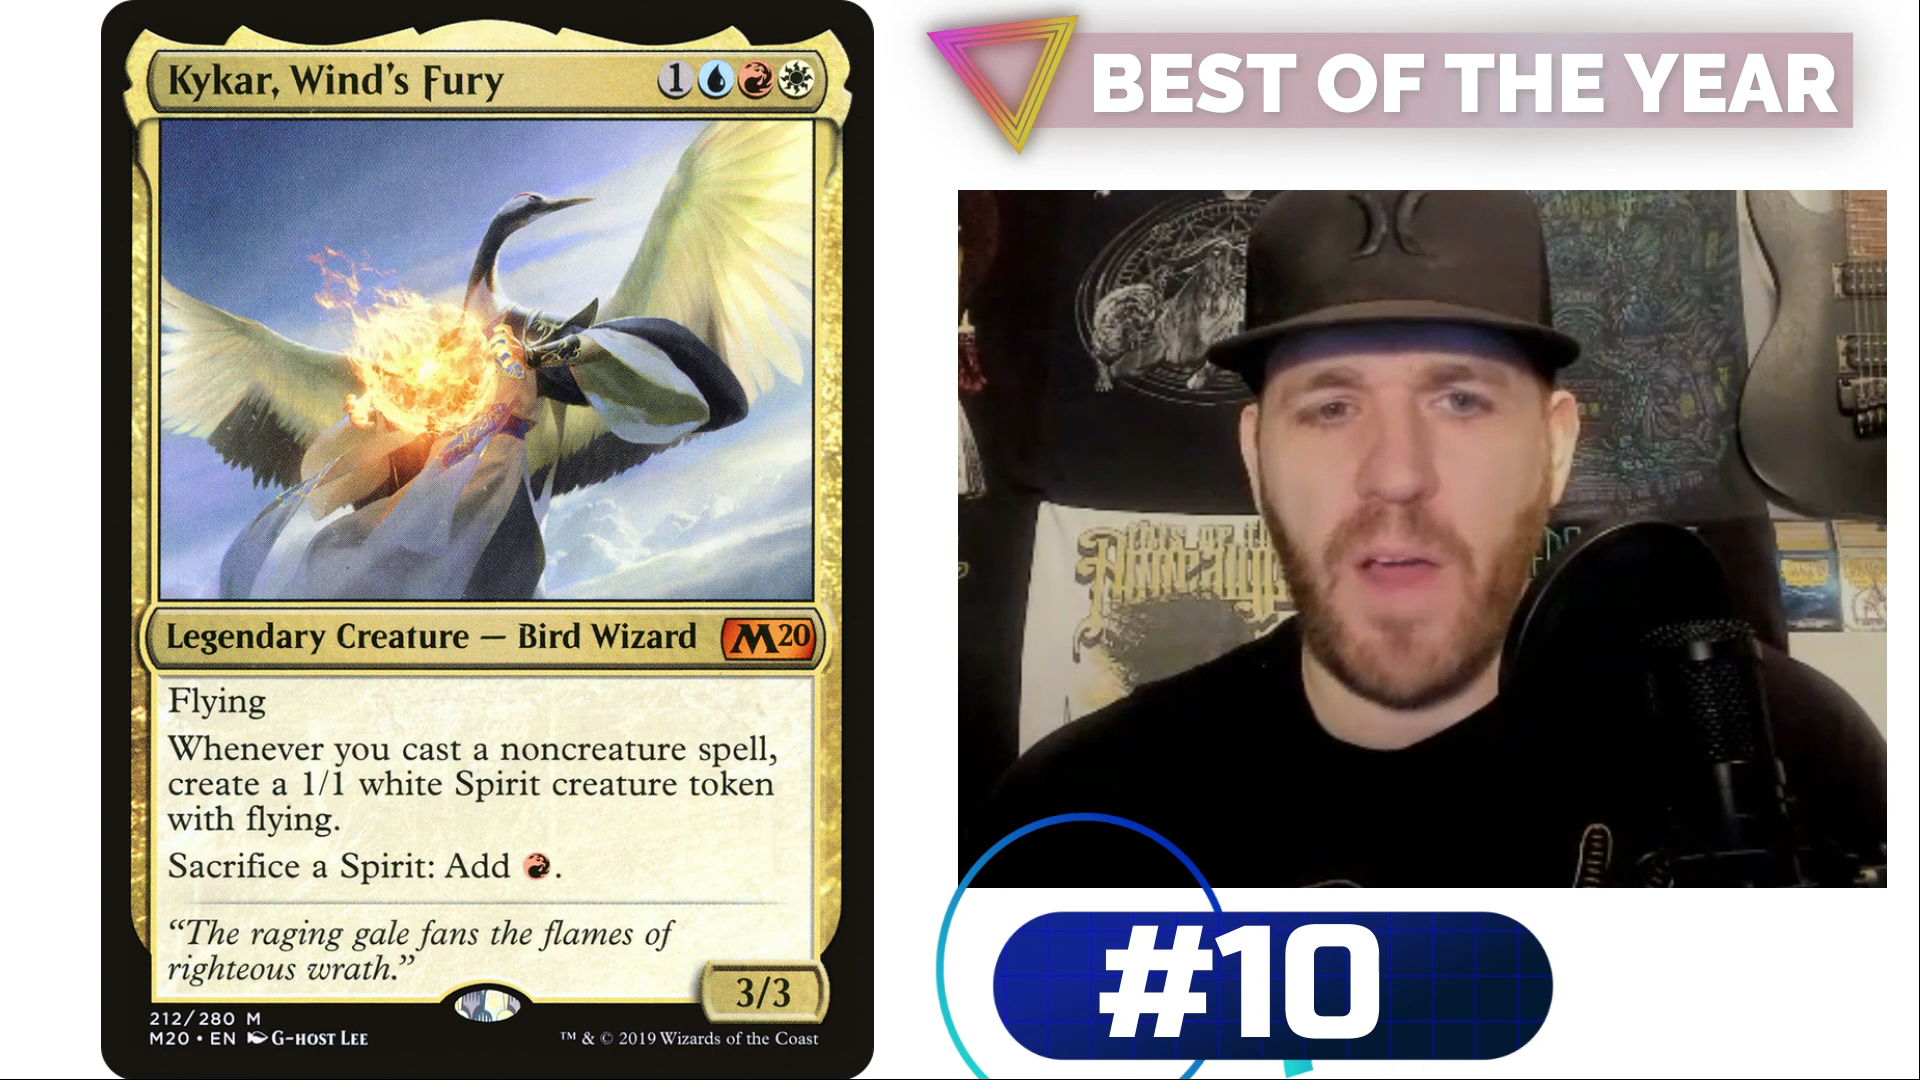 Kykar, Wind's Fury
1
BEST OF THE YEAR
Legendary Creature — Bird Wizard
M20
Flying
Whenever you cast a noncreature spell,
create a 1/1 white Spirit creature token
with flying.
Sacrifice a Spirit: Add .
“The raging gale fans the flames of
righteous wrath.”
3/3
212/280 M
M20 • EN G-HOST LEE
™ & © 2019 Wizards of the Coast
#10